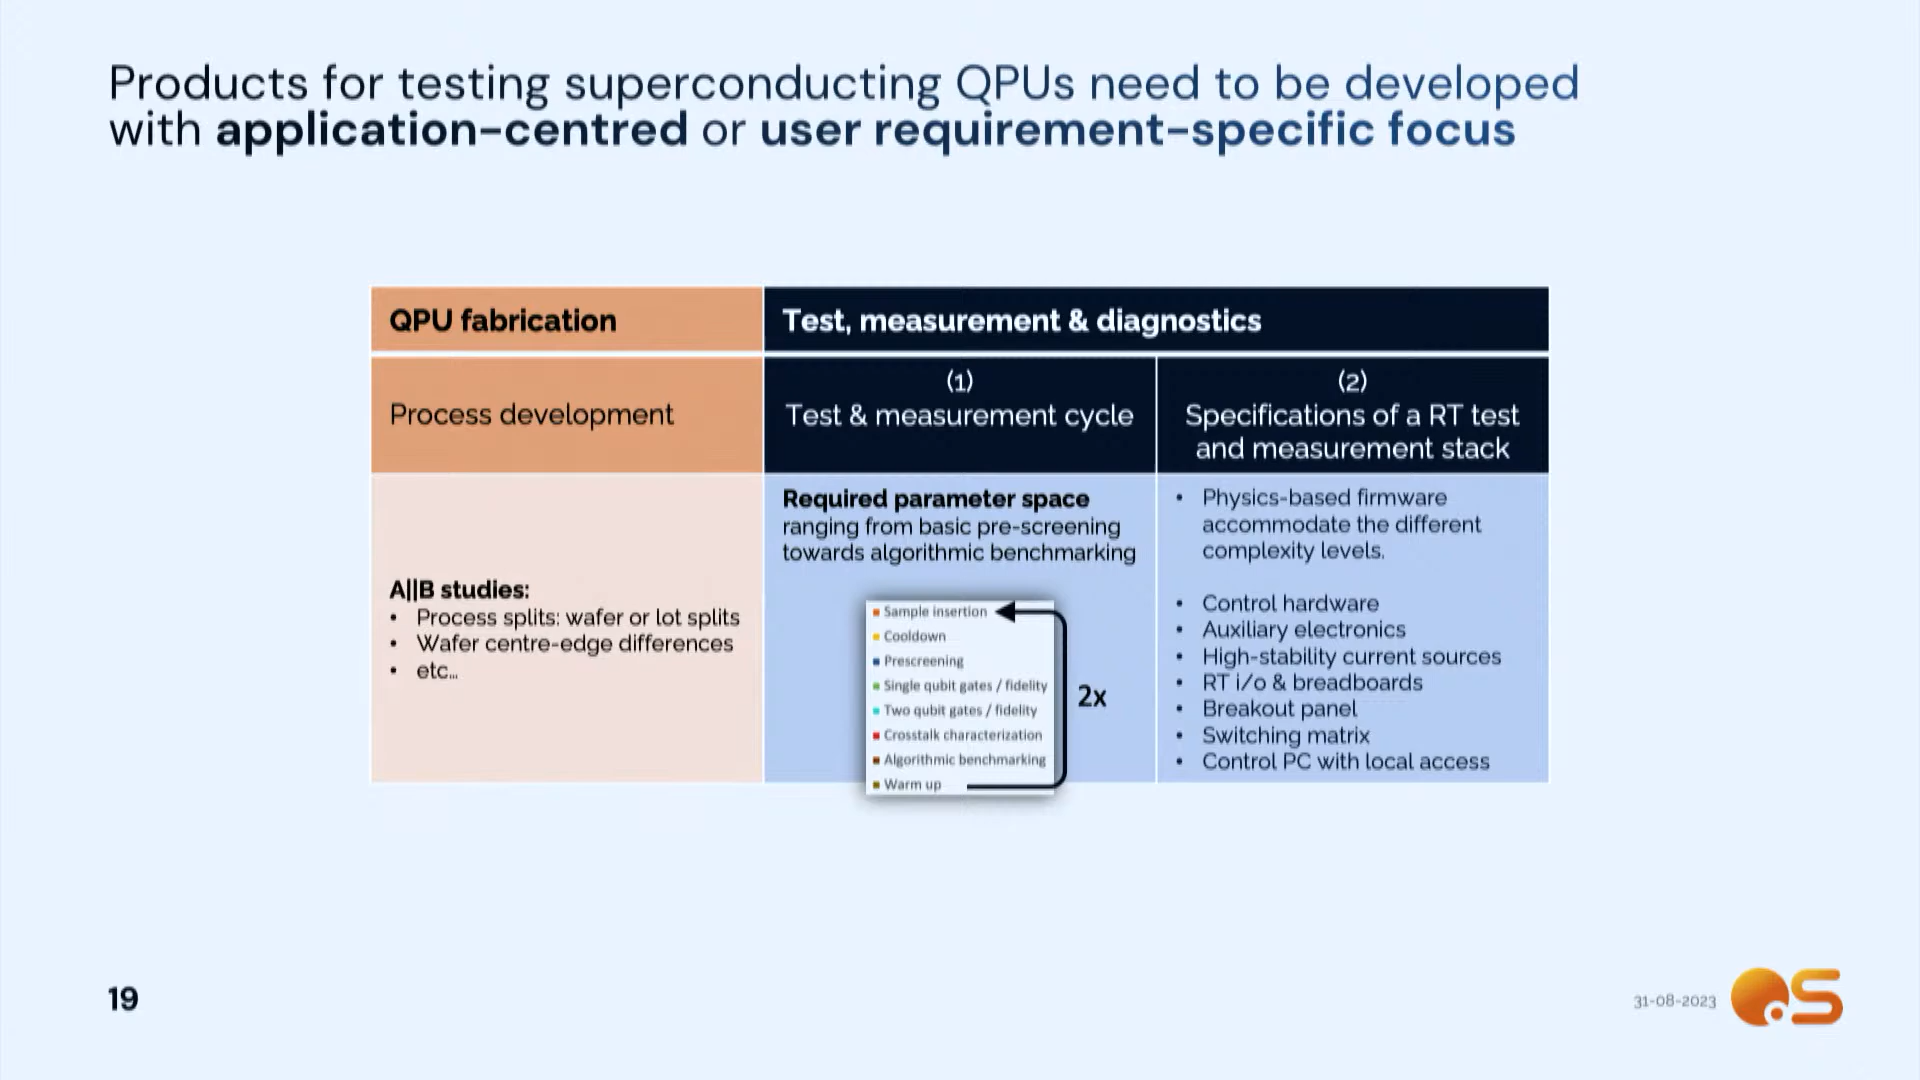 Products for testing superconducting QPUs need to be developed
with application-centred or user requirement-specific focus
QPU fabrication
Test, measurement & diagnostics
Process development
(1)
Test & measurement cycle
(2)
Specifications of a RT test
and measurement stack
A||B studies:
• Process splits: wafer or lot splits
• Wafer centre-edge differences
• etc...
Required parameter space
ranging from basic pre-screening
towards algorithmic benchmarking
Sample insertion
Cooldown
Prescreening
Single qubit gates / fidelity
Two qubit gates / fidelity
Crosstalk characterization
Algorithmic benchmarking
Warm up
2x
• Physics-based firmware
accommodate the different
complexity levels.
• Control hardware
• Auxiliary electronics
• High-stability current sources
• RT i/o & breadboards
• Breakout panel
• Switching matrix
• Control PC with local access
19
31-08-2023
QS